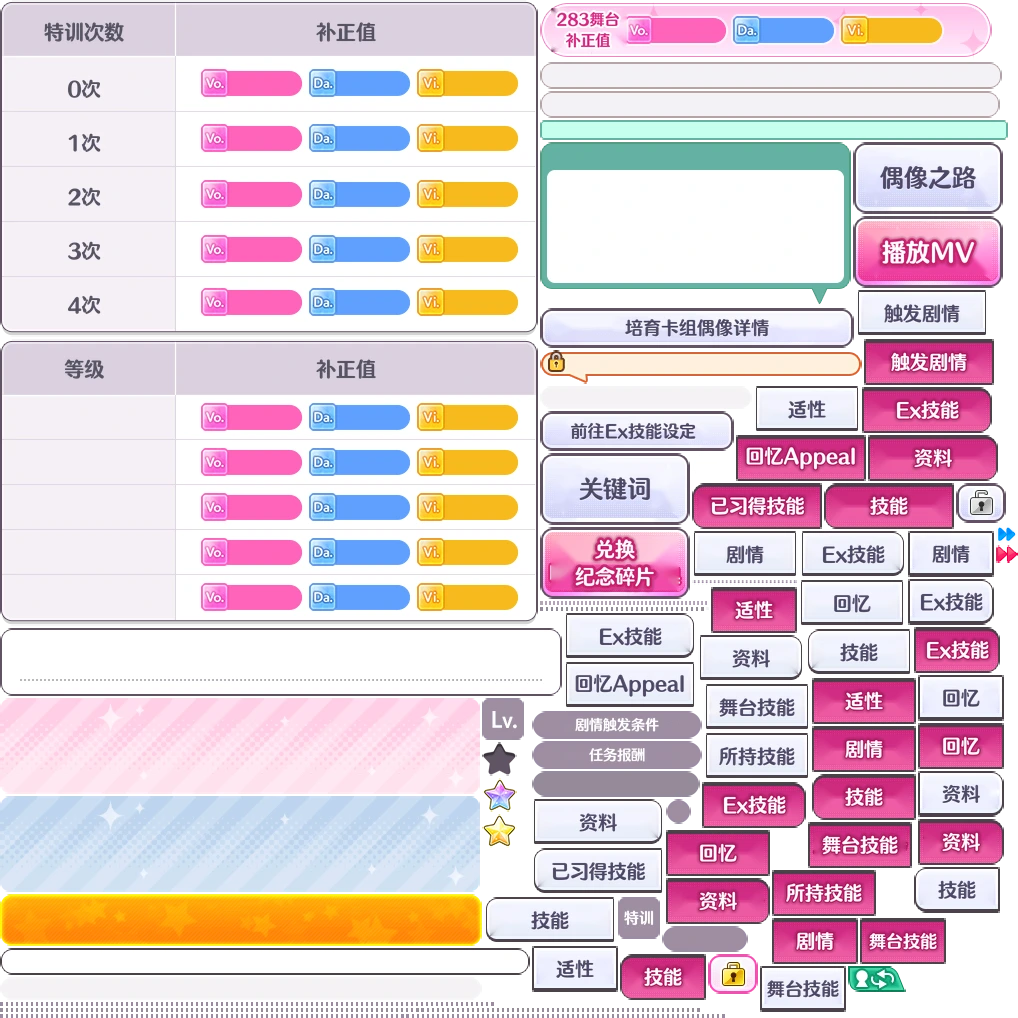 特训次数 补正值
0次 Vo. Da. Vi.
1次 Vo. Da. Vi.
2次 Vo. Da. Vi.
3次 Vo. Da. Vi.
4次 Vo. Da. Vi.
等级 补正值
Vo. Da. Vi.
Vo. Da. Vi.
Vo. Da. Vi.
Vo. Da. Vi.
Vo. Da. Vi.
283舞台
补正值
Vo. Da. Vi.
偶像之路
播放MV
触发剧情
培育卡组偶像详情
触发剧情
适性
Ex技能
前往Ex技能设定
回忆Appeal
资料
关键词
已习得技能
技能
兑换
纪念碎片
剧情
Ex技能
剧情
适性
回忆
Ex技能
Ex技能
资料
技能
Ex技能
回忆Appeal
舞台技能
适性
回忆
Lv.
剧情触发条件
任务报酬
所持技能
剧情
回忆
资料
Ex技能
技能
资料
已习得技能
回忆
舞台技能
资料
技能
特训
资料
所持技能
技能
适性
技能
剧情
舞台技能
舞台技能